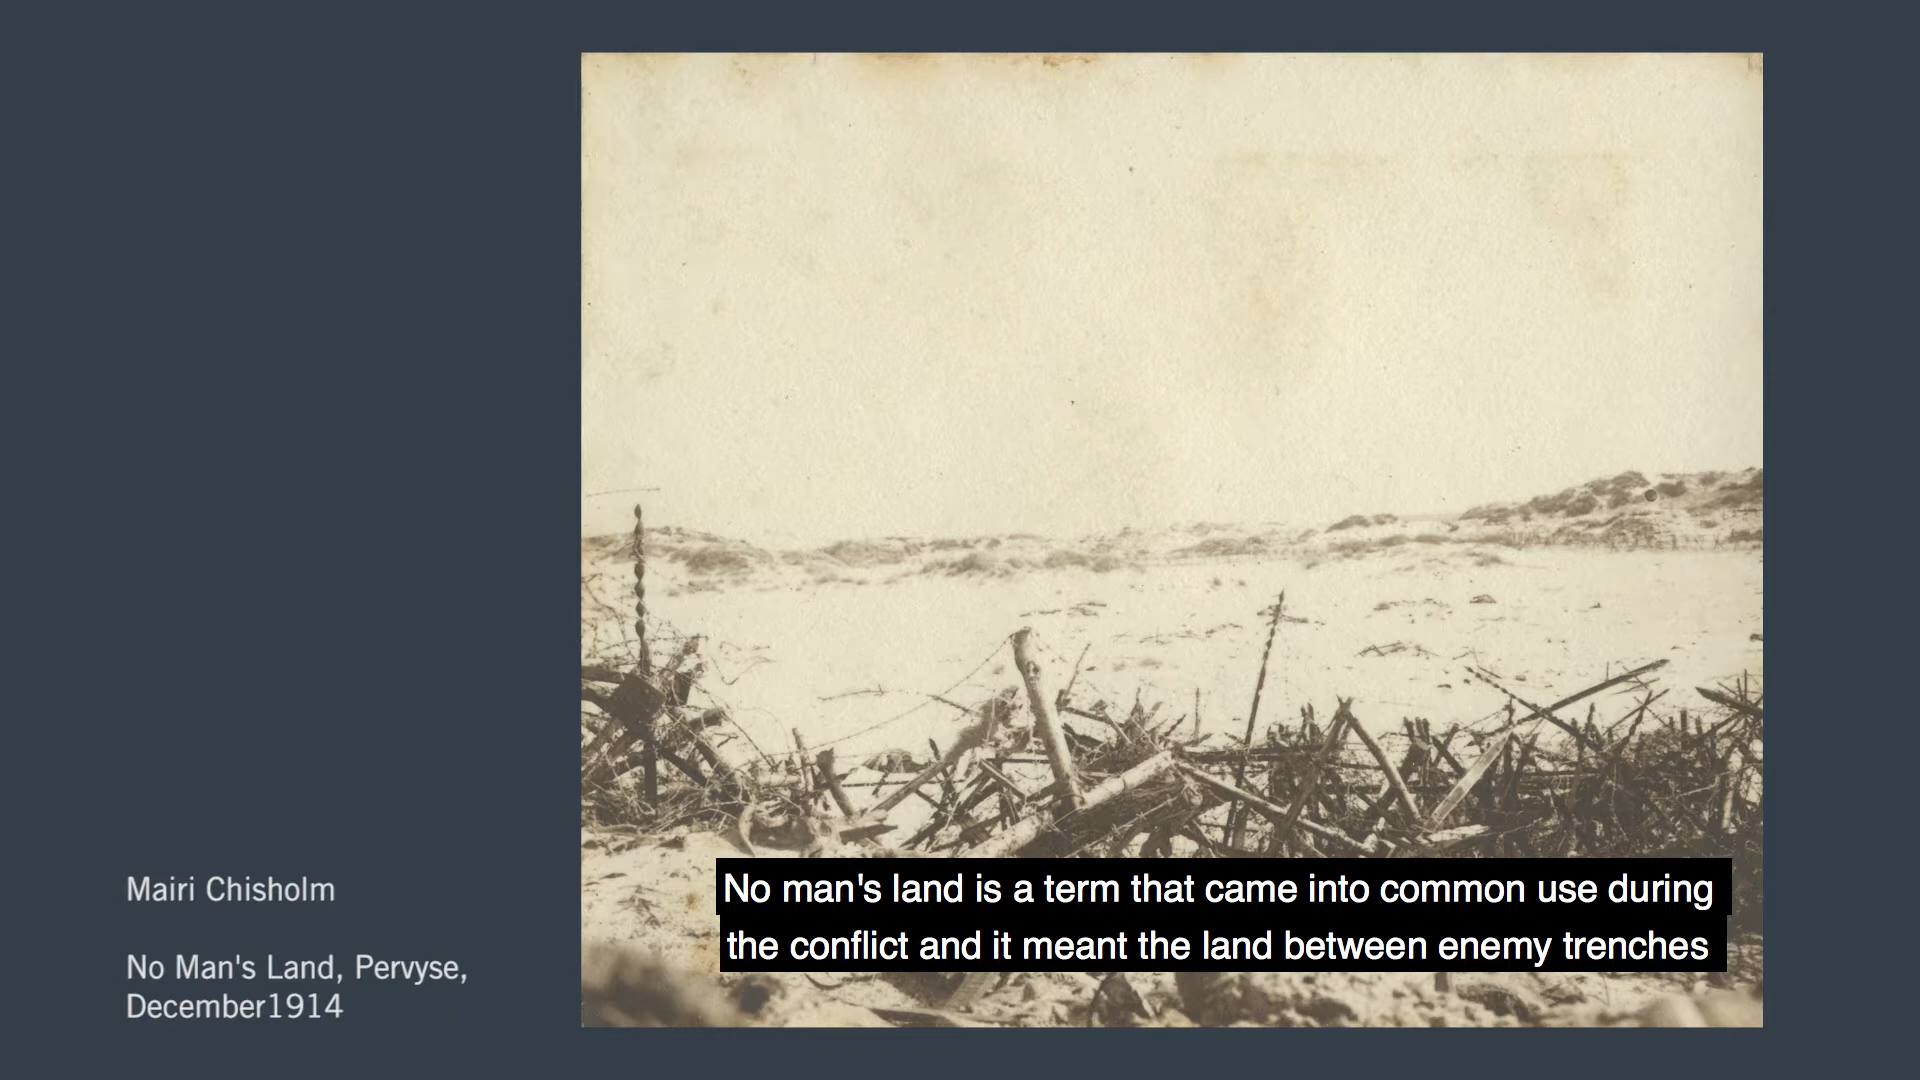 Mairi Chisholm
No Man's Land, Pervyse,
December1914
No man's land is a term that came into common use during
the conflict and it meant the land between enemy trenches